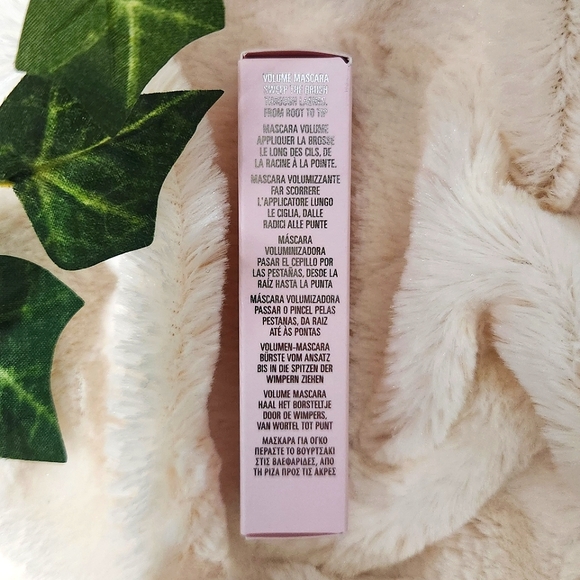 VOLUME MASCARA
SWEEP THE BRUSH
THROUGH LASHES,
FROM ROOT TO TIP
MASCARA VOLUME
APPLIQUER LA BROSSE
LE LONG DES CILS, DE
LA RACINE À LA POINTE.
MASCARA VOLUMIZZANTE
FAR SCORRERE
L'APPLICATORE LUNGO
LE CIGLIA, DALLE
RADICI ALLE PUNTE
MÁSCARA
VOLUMINIZADORA
PASAR EL CEPILLO POR
LAS PESTAÑAS, DESDE LA
RAÍZ HASTA LA PUNTA
MÁSCARA VOLUMIZADORA
PASSAR O PINCEL PELAS
PESTANAS, DA RAIZ
ATÉ ÀS PONTAS
VOLUMEN-MASCARA
BÜRSTE VOM ANSATZ
BIS IN DIE SPITZEN DER
WIMPERN ZIEHEN
VOLUME MASCARA
HAAL HET BORSTELTJE
DOOR DE WIMPERS,
VAN WORTEL TOT PUNT
ΜΑΣΚΑΡΑ ΓΙΑ ΟΓΚΟ
ΠΕΡΑΣΤΕ ΤΟ ΒΟΥΡΤΣΑΚΙ
ΣΤΙΣ ΒΛΕΦΑΡΙΔΕΣ, ΑΠΟ
ΤΗ ΡΙΖΑ ΠΡΟΣ ΤΙΣ ΑΚΡΕΣ